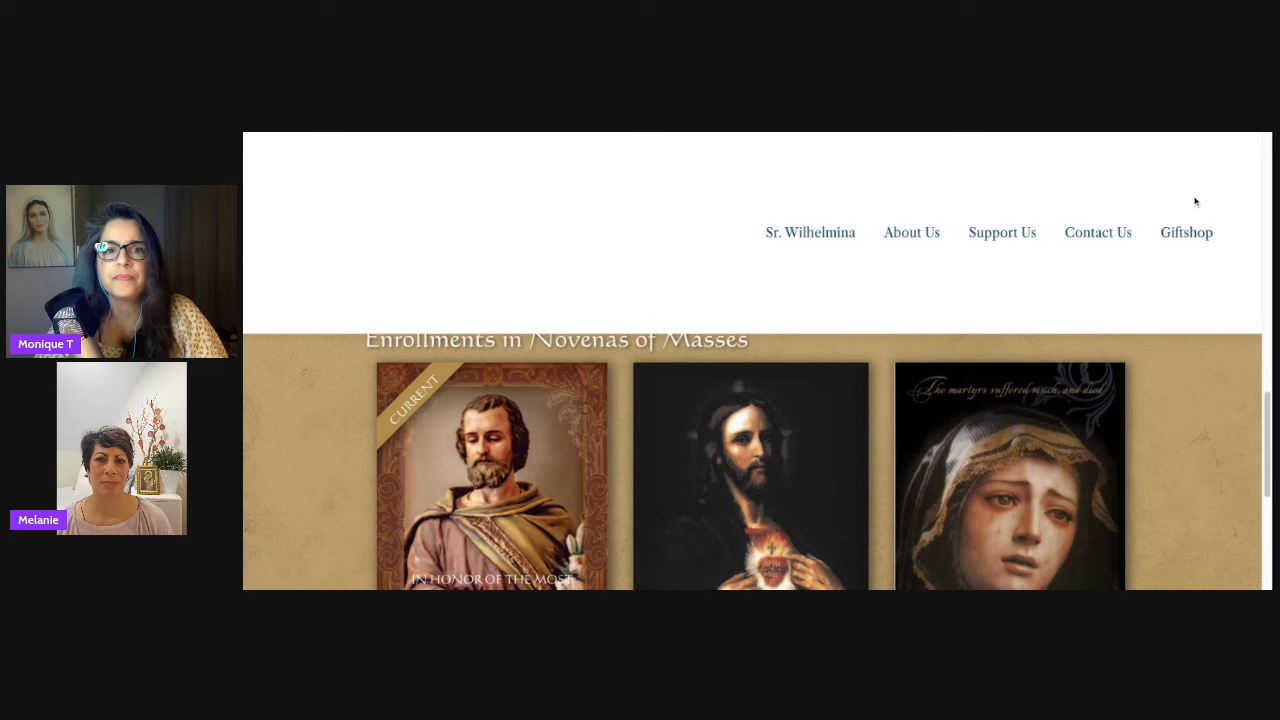 Monique T
Melanie
Sr. Wilhelmina About Us Support Us Contact Us Giftshop
Enrollments in Novenas of Masses
CURRENT
IN HONOR OF THE MOST
The martyrs suffered much, and died